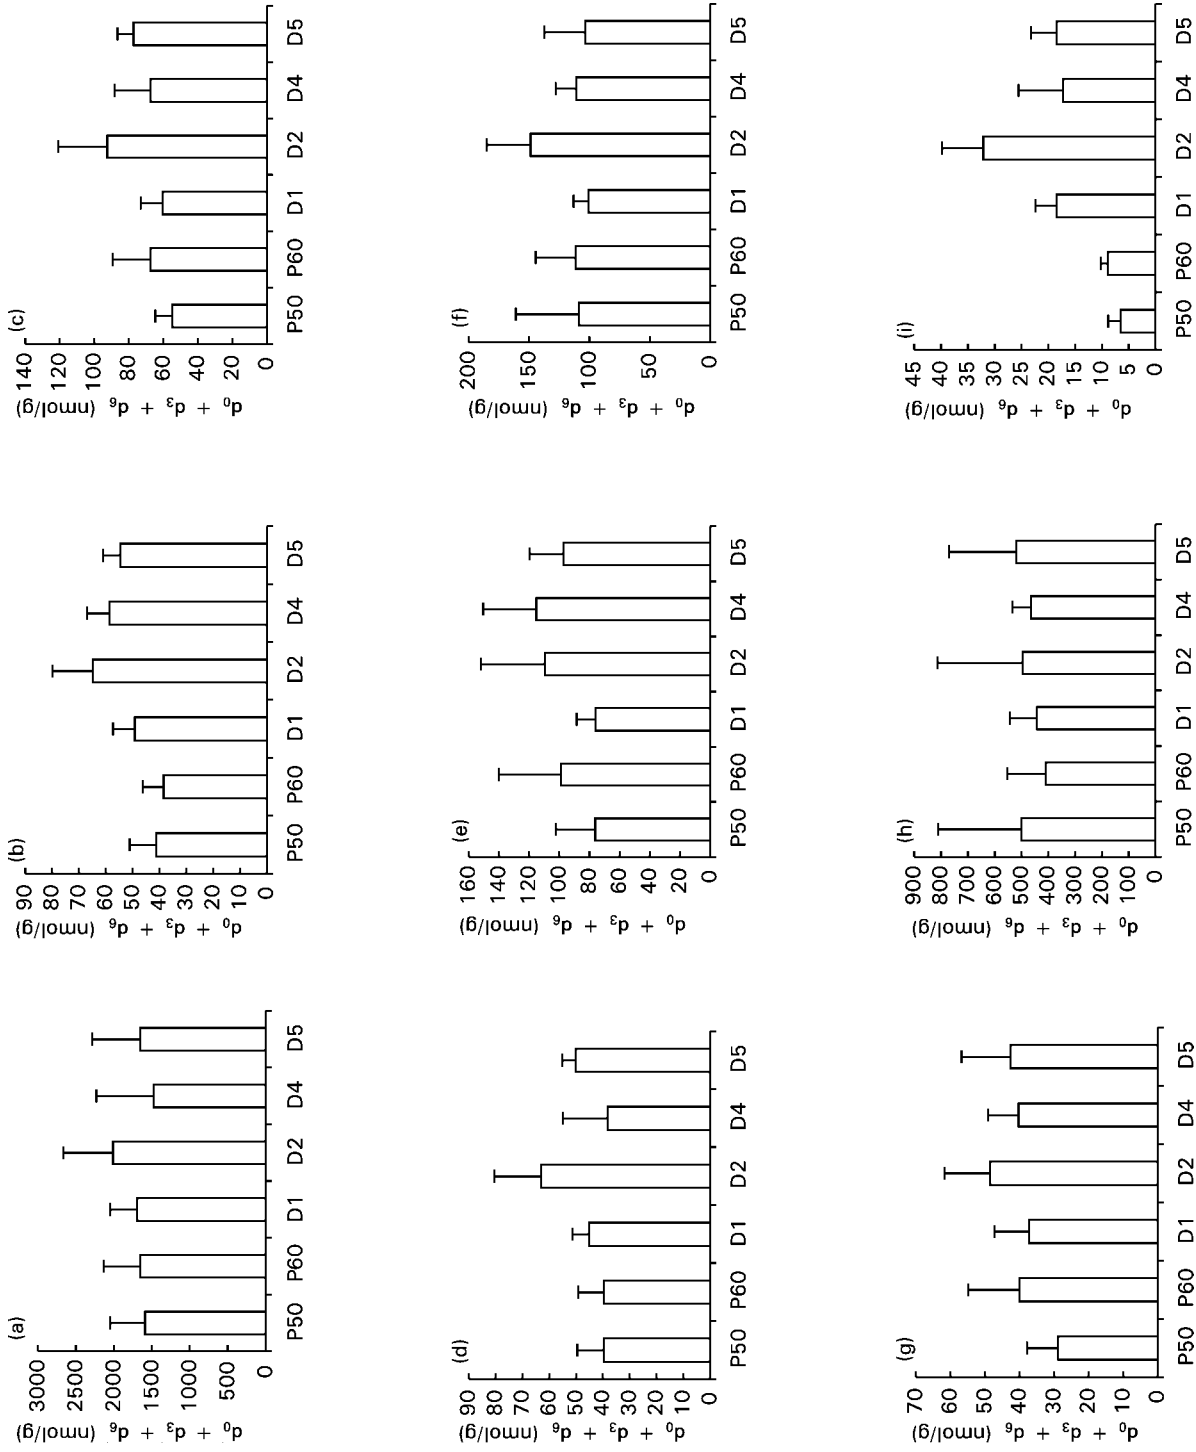 (a)
d₀ + d₃ + d₆ (nmol/g)
3000
2500
2000
1500
1000
500
0
P50 P60 D1 D2 D4 D5
(b)
d₀ + d₃ + d₆ (nmol/g)
90
80
70
60
50
40
30
20
10
0
P50 P60 D1 D2 D4 D5
(c)
d₀ + d₃ + d₆ (nmol/g)
140
120
100
80
60
40
20
0
P50 P60 D1 D2 D4 D5
(d)
d₀ + d₃ + d₆ (nmol/g)
90
80
70
60
50
40
30
20
10
0
P50 P60 D1 D2 D4 D5
(e)
d₀ + d₃ + d₆ (nmol/g)
160
140
120
100
80
60
40
20
0
P50 P60 D1 D2 D4 D5
(f)
d₀ + d₃ + d₆ (nmol/g)
200
150
100
50
0
P50 P60 D1 D2 D4 D5
(g)
d₀ + d₃ + d₆ (nmol/g)
70
60
50
40
30
20
10
0
P50 P60 D1 D2 D4 D5
(h)
d₀ + d₃ + d₆ (nmol/g)
900
800
700
600
500
400
300
200
100
0
P50 P60 D1 D2 D4 D5
(i)
d₀ + d₃ + d₆ (nmol/g)
45
40
35
30
25
20
15
10
5
0
P50 P60 D1 D2 D4 D5